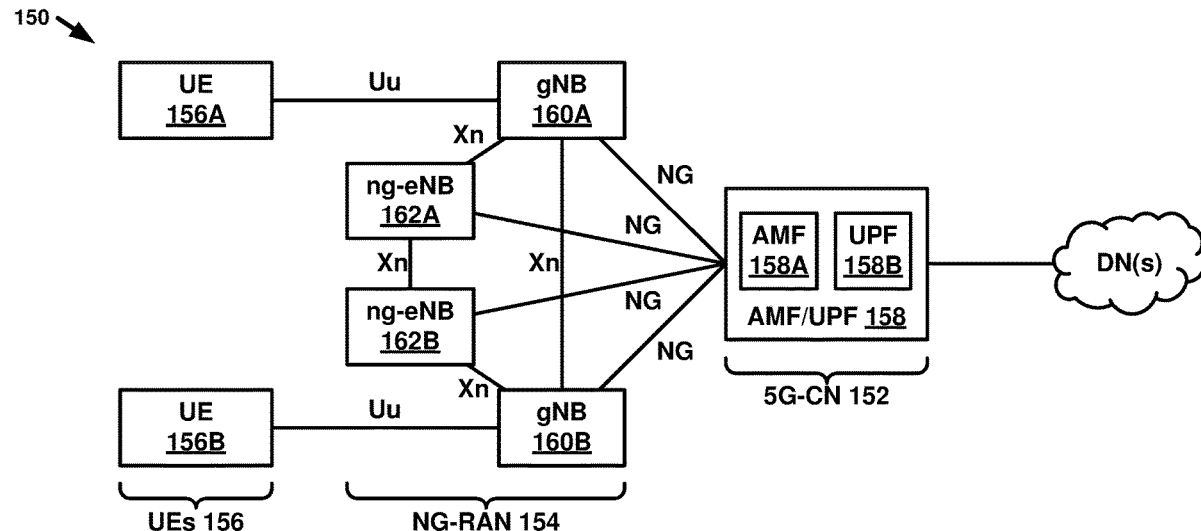 150
UE
156A
Uu
gNB
160A
Xn
ng-eNB
162A
NG
NG
AMF
158A
UPF
158B
DN(s)
Xn
Xn
ng-eNB
162B
NG
AMF/UPF 158
NG
Xn
5G-CN 152
UE
156B
Uu
gNB
160B
UEs 156
NG-RAN 154